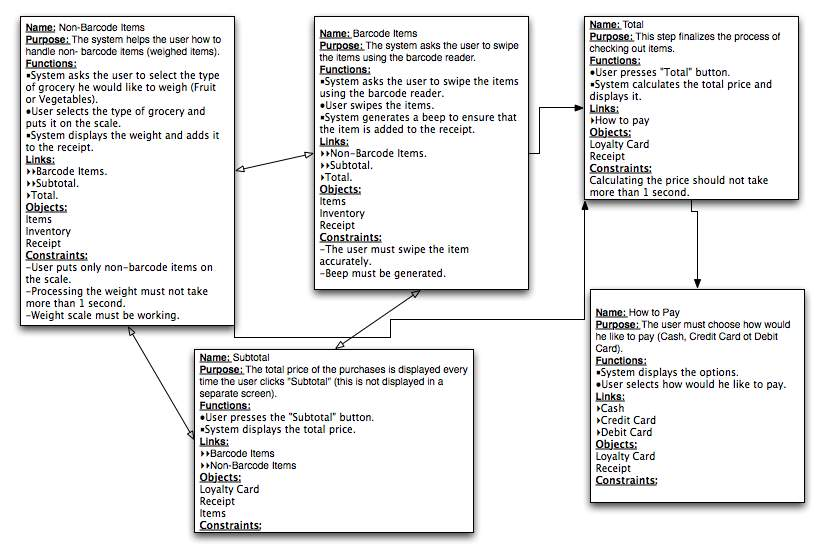 Name: Non-Barcode Items
Purpose: The system helps the user how to
handle non- barcode items (weighed items).
Functions:
▪System asks the user to select the type
of grocery he would like to weigh (Fruit
or Vegetables).
●User selects the type of grocery and
puts it on the scale.
▪System displays the weight and adds it
to the receipt.
Links:
‣‣Barcode Items.
‣‣Subtotal.
‣Total.
Objects:
Items
Inventory
Receipt
Constraints:
-User puts only non-barcode items on
the scale.
-Processing the weight must not take
more than 1 second.
-Weight scale must be working.
Name: Barcode Items
Purpose: The system asks the user to swipe
the items using the barcode reader.
Functions:
▪System asks the user to swipe the items
using the barcode reader.
●User swipes the items.
▪System generates a beep to ensure that
the item is added to the receipt.
Links:
‣‣Non-Barcode Items.
‣‣Subtotal.
‣Total.
Objects:
Items
Inventory
Receipt
Constraints:
-The user must swipe the item
accurately.
-Beep must be generated.
Name: Total
Purpose: This step finalizes the process of
checking out items.
Functions:
●User presses "Total" button.
▪System calculates the total price and
displays it.
Links:
‣How to pay
Objects:
Loyalty Card
Receipt
Constraints:
Calculating the price should not take
more than 1 second.
Name: Subtotal
Purpose: The total price of the purchases is displayed every
time the user clicks "Subtotal" (this is not displayed in a
separate screen).
Functions:
●User presses the "Subtotal" button.
▪System displays the total price.
Links:
‣‣Barcode Items
‣‣Non-Barcode Items
Objects:
Loyalty Card
Receipt
Items
Constraints:
Name: How to Pay
Purpose: The user must choose how would
he like to pay (Cash, Credit Card ot Debit
Card).
Functions:
▪System displays the options.
●User selects how would he like to pay.
Links:
‣Cash
‣Credit Card
‣Debit Card
Objects:
Loyalty Card
Receipt
Constraints: